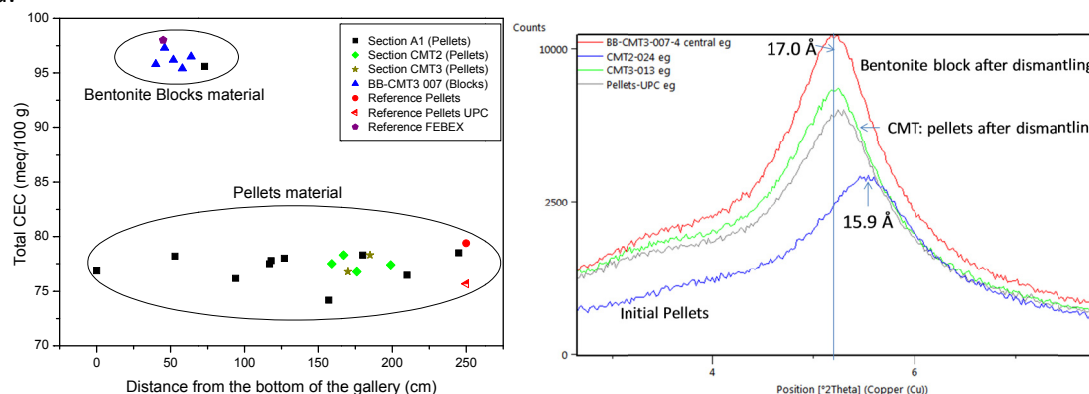 100
95
90
85
80
75
70
0
50
100
150
200
250
Total CEC (meq/100 g)
Distance from the bottom of the gallery (cm)
Bentonite Blocks material
Pellets material
Section A1 (Pellets)
Section CMT2 (Pellets)
Section CMT3 (Pellets)
BB-CMT3 007 (Blocks)
Reference Pellets
Reference Pellets UPC
Reference FEBEX
Counts
10000
2500
0
4
6
Position [°2Theta] (Copper (Cu))
BB-CMT3-007-4 central eg
CMT2-024 eg
CMT3-013 eg
Pellets-UPC eg
17.0 Å
Bentonite block after dismantling
CMT: pellets after dismantling
15.9 Å
Initial Pellets